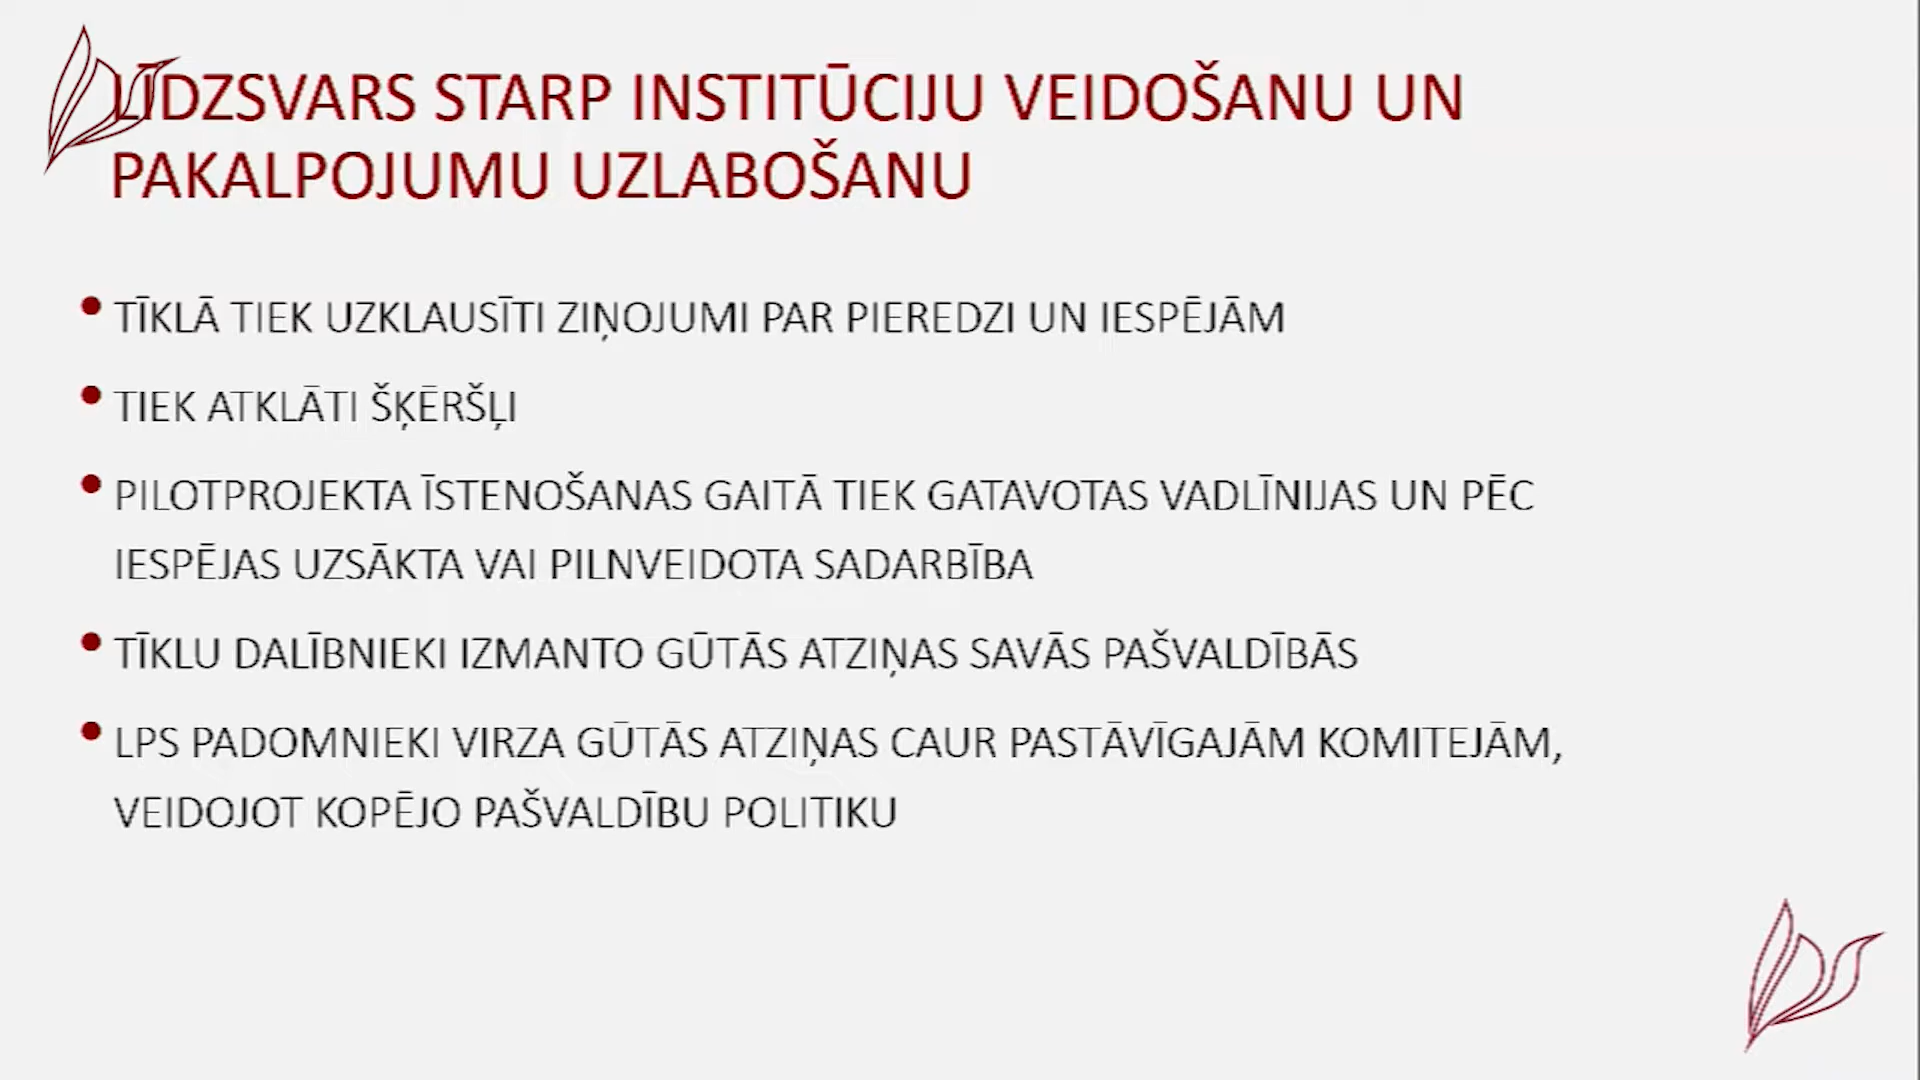 LĪDZSVARS STARP INSTITŪCIJU VEIDOŠANU UN
PAKALPOJUMU UZLABOŠANU
• TĪKLĀ TIEK UZKLAUSĪTI ZIŅOJUMI PAR PIEREDZI UN IESPĒJĀM
• TIEK ATKLĀTI ŠĶĒRŠĻI
• PILOTPROJEKTA ĪSTENOŠANAS GAITĀ TIEK GATAVOTAS VADLĪNIJAS UN PĒC
IESPĒJAS UZSĀKTA VAI PILNVEIDOTA SADARBĪBA
• TĪKLU DALĪBNIEKI IZMANTO GŪTĀS ATZIŅAS SAVĀS PAŠVALDĪBĀS
• LPS PADOMNIEKI VIRZA GŪTĀS ATZIŅAS CAUR PASTĀVĪGAJĀM KOMITEJĀM,
VEIDOJOT KOPĒJO PAŠVALDĪBU POLITIKU